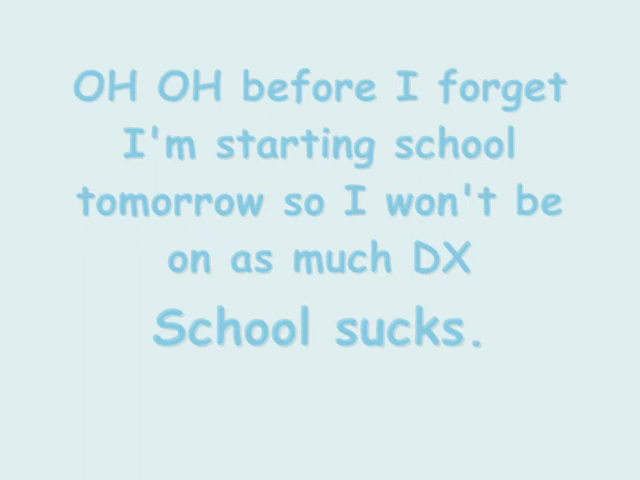 OH OH before I forget
I'm starting school
tomorrow so I won't be
on as much DX
School sucks.